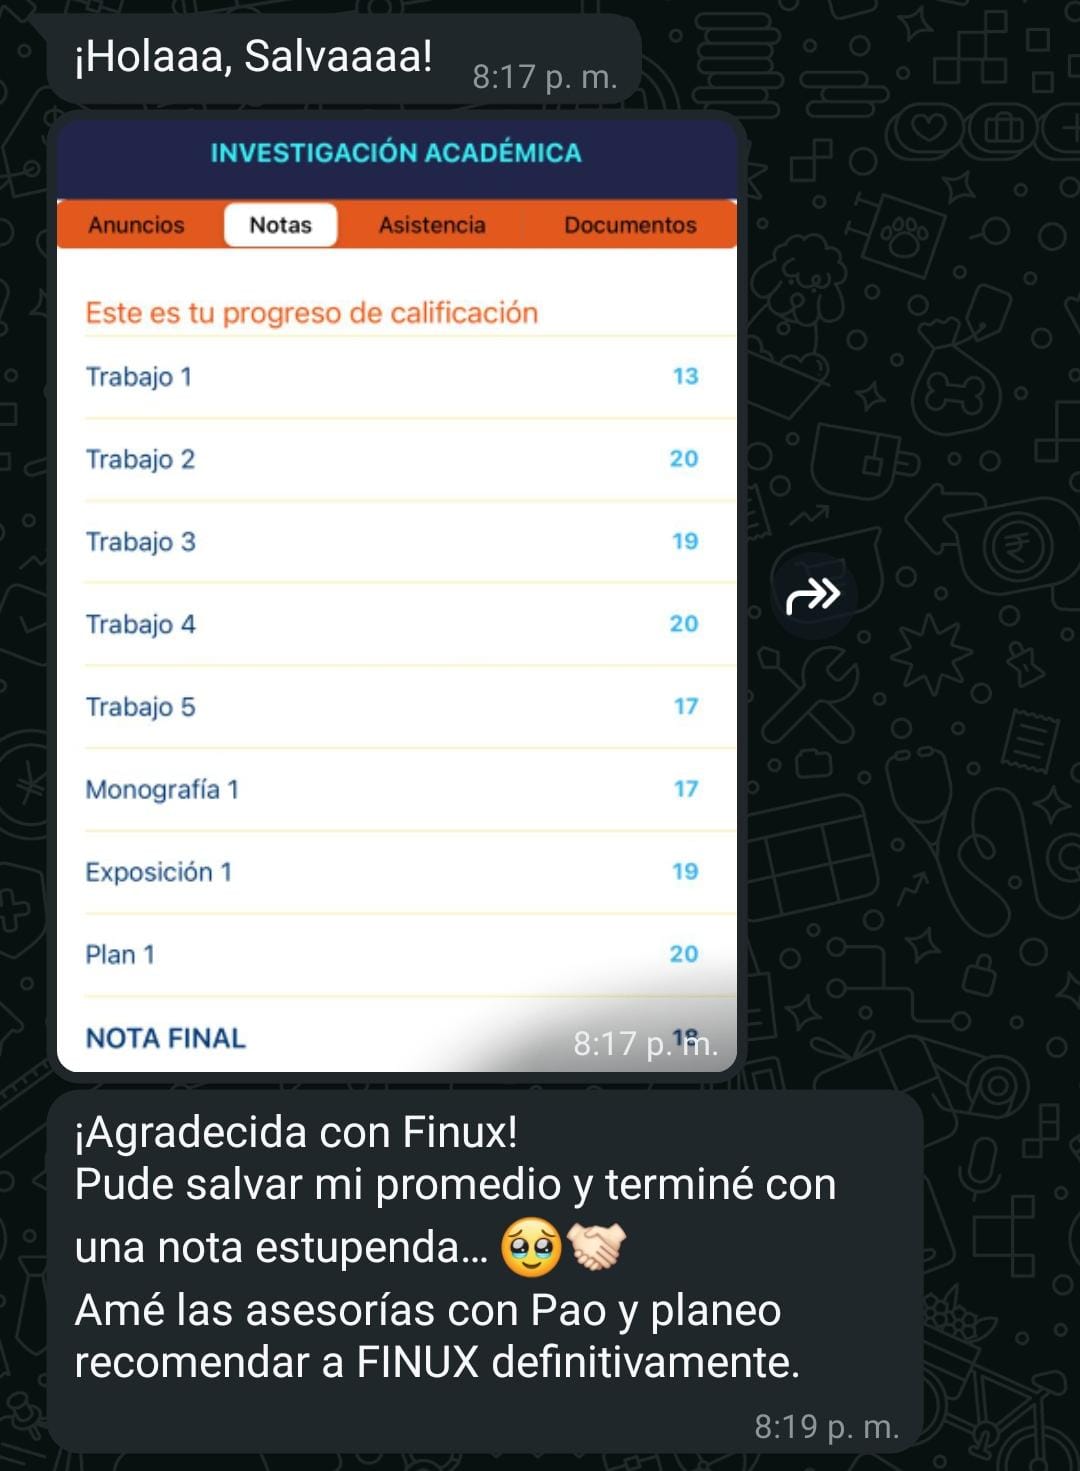 ¡Holaaa, Salvaaaa!
8:17 p. m.
INVESTIGACIÓN ACADÉMICA
Anuncios Notas Asistencia Documentos
Este es tu progreso de calificación
Trabajo 1 13
Trabajo 2 20
Trabajo 3 19
Trabajo 4 20
Trabajo 5 17
Monografía 1 17
Exposición 1 19
Plan 1 20
NOTA FINAL 18
8:17 p. m.
¡Agradecida con Finux!
Pude salvar mi promedio y terminé con
una nota estupenda... 🥹🤝🏻
Amé las asesorías con Pao y planeo
recomendar a FINUX definitivamente.
8:19 p. m.